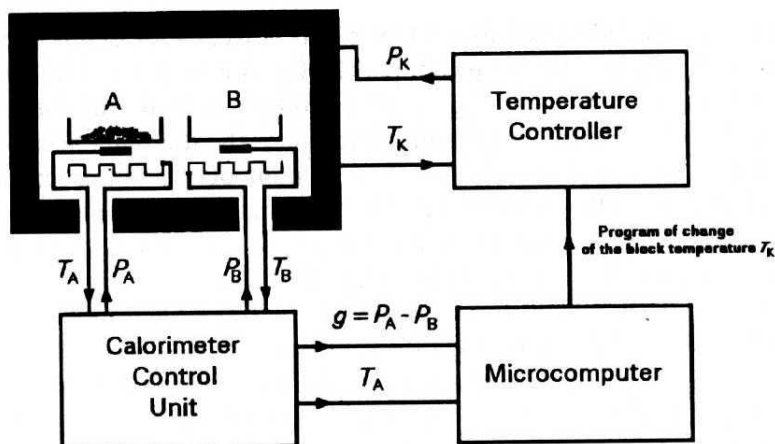 A
B
P_K
T_K
Temperature
Controller
Program of change
of the block temperature T_K
T_A
P_A
P_B
T_B
g = P_A - P_B
T_A
Calorimeter
Control
Unit
Microcomputer